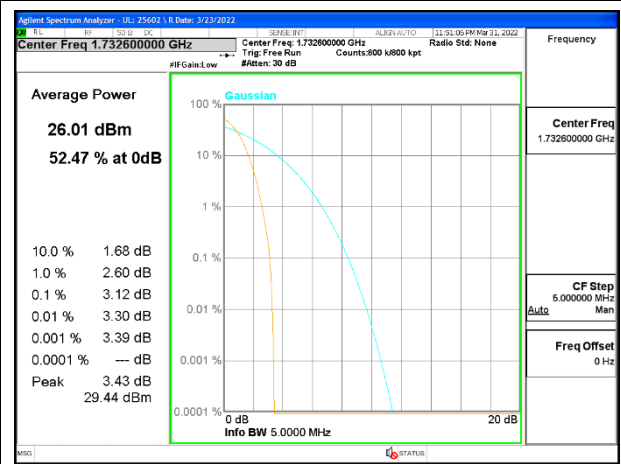 Agilent Spectrum Analyzer - UL: 25602 \ R Date: 3/23/2022
RL RF 50 Ω DC SENSE:INT ALIGN AUTO 11:51:06 PM Mar 31, 2022
Center Freq 1.732600000 GHz
Center Freq: 1.732600000 GHz
Radio Std: None
Trig: Free Run Counts:800 k/800 kpt
#IFGain:Low #Atten: 30 dB
Frequency
Average Power
26.01 dBm
52.47 % at 0dB
10.0 % 1.68 dB
1.0 % 2.60 dB
0.1 % 3.12 dB
0.01 % 3.30 dB
0.001 % 3.39 dB
0.0001 % --- dB
Peak 3.43 dB
29.44 dBm
Gaussian
100 %
10 %
1 %
0.1 %
0.01 %
0.001 %
0.0001 %
0 dB 20 dB
Info BW 5.0000 MHz
Center Freq
1.732600000 GHz
CF Step
5.000000 MHz
Auto Man
Freq Offset
0 Hz
MSG STATUS